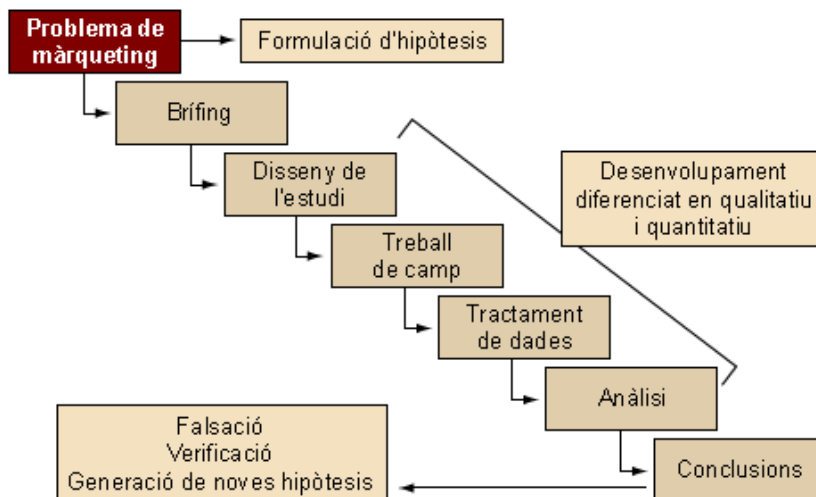 Problema de
màrqueting
Formulació d'hipòtesis
Brífing
Disseny de
l'estudi
Desenvolupament
diferenciat en qualitatiu
i quantitatiu
Treball
de camp
Tractament
de dades
Anàlisi
Falsació
Verificació
Generació de noves hipòtesis
Conclusions